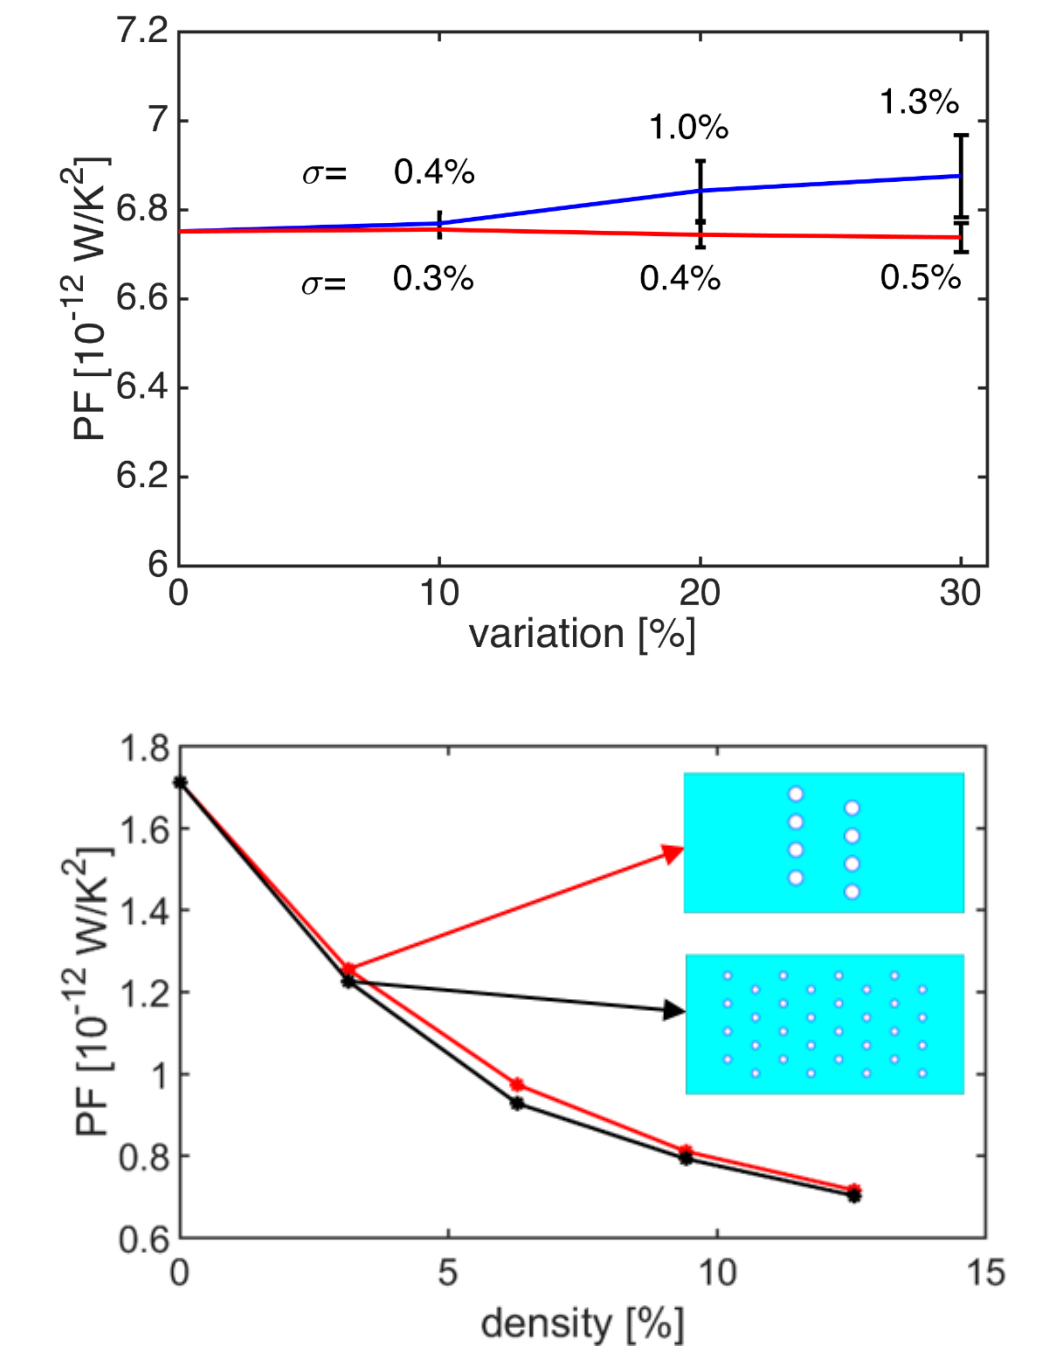 7.2
7
6.8
6.6
6.4
6.2
6
PF [10⁻¹² W/K²]
1.3%
1.0%
σ= 0.4%
σ= 0.3% 0.4% 0.5%
0 10 20 30
variation [%]
1.8
1.6
1.4
1.2
1
0.8
0.6
PF [10⁻¹² W/K²]
0 5 10 15
density [%]